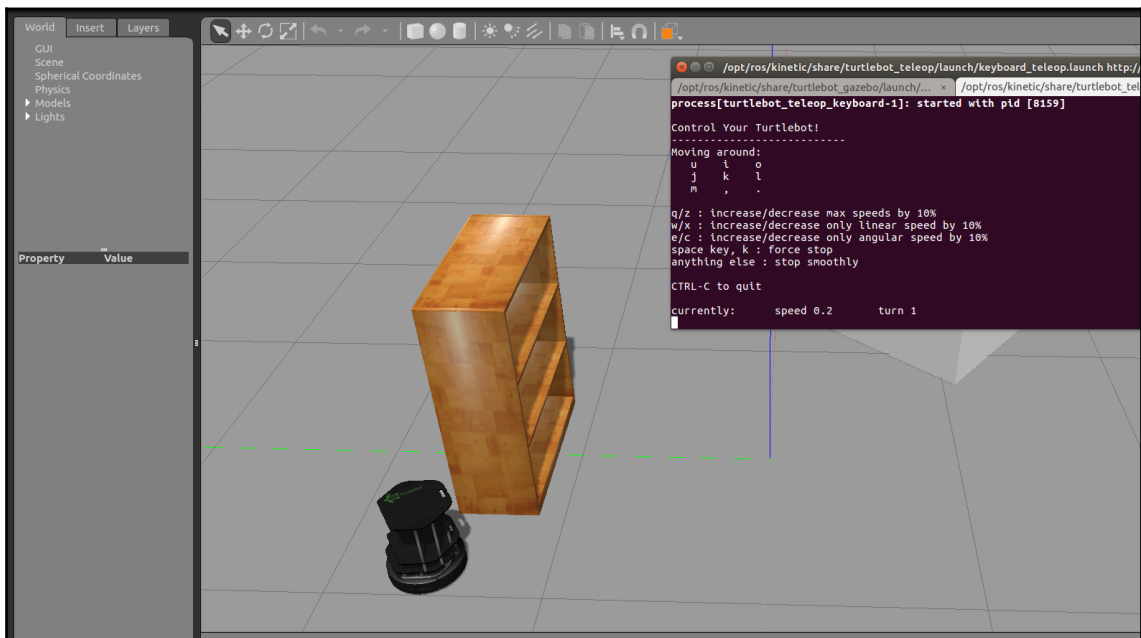 World Insert Layers
GUI
Scene
Spherical Coordinates
Physics
Models
Lights
Property Value
/opt/ros/kinetic/share/turtlebot_teleop/launch/keyboard_teleop.launch http:/
/opt/ros/kinetic/share/turtlebot_gazebo/launch/... × /opt/ros/kinetic/share/turtlebot_tel
process[turtlebot_teleop_keyboard-1]: started with pid [8159]
Control Your Turtlebot!
---------------------------
Moving around:
u i o
j k l
m , .
q/z : increase/decrease max speeds by 10%
w/x : increase/decrease only linear speed by 10%
e/c : increase/decrease only angular speed by 10%
space key, k : force stop
anything else : stop smoothly
CTRL-C to quit
currently: speed 0.2 turn 1